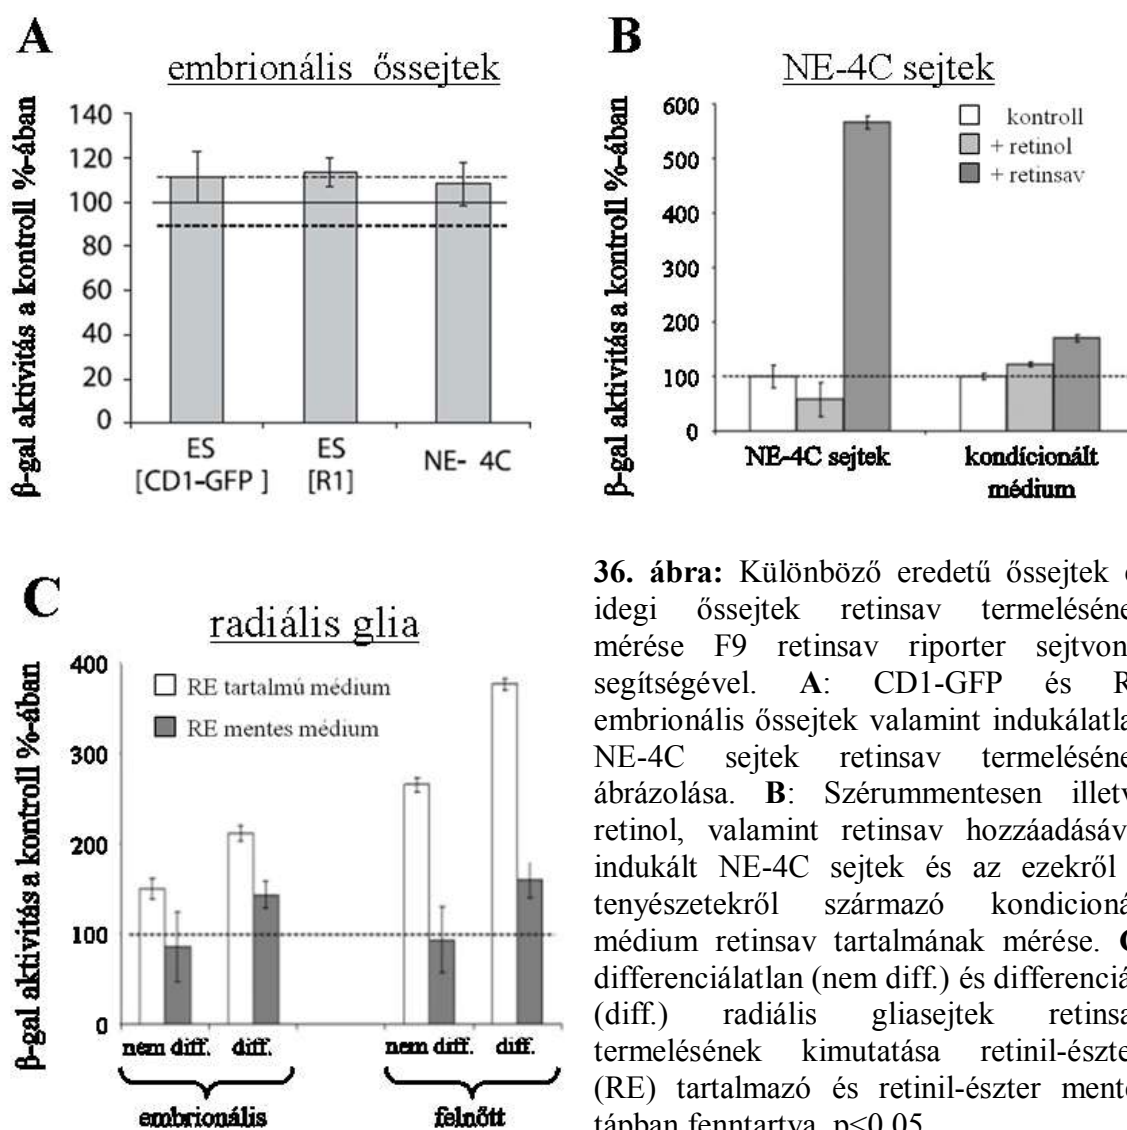 A
embrionális őssejtek
β-gal aktivitás a kontroll %-ában
140
120
100
80
60
40
20
0
ES
[CD1-GFP ]
ES
[R1]
NE- 4C
B
NE-4C sejtek
β-gal aktivitás a kontroll %-ában
600
500
400
300
200
100
0
kontroll
+ retinol
+ retinsav
NE-4C sejtek
kondícionált
médium
C
radiális glia
β-gal aktivitás a kontroll %-ában
400
300
200
100
0
RE tartalmú médium
RE mentes médium
nem diff.
diff.
nem diff.
diff.
embrionális
felnőtt
36. ábra: Különböző eredetű őssejtek
idegi őssejtek retinsav
mérése F9 retinsav riporter
segítségével. A: CD1-GFP és
embrionális őssejtek valamint
NE-4C sejtek retinsav
ábrázolása. B: Szérummentesen
retinol, valamint retinsav
indukált NE-4C sejtek és az ezekről
tenyészetekről származó
médium retinsav tartalmának mérése.
differenciálatlan (nem diff.) és
(diff.) radiális gliasejtek
termelésének kimutatása
(RE) tartalmazó és retinil-észter
tápban fenntartva. p<0.05